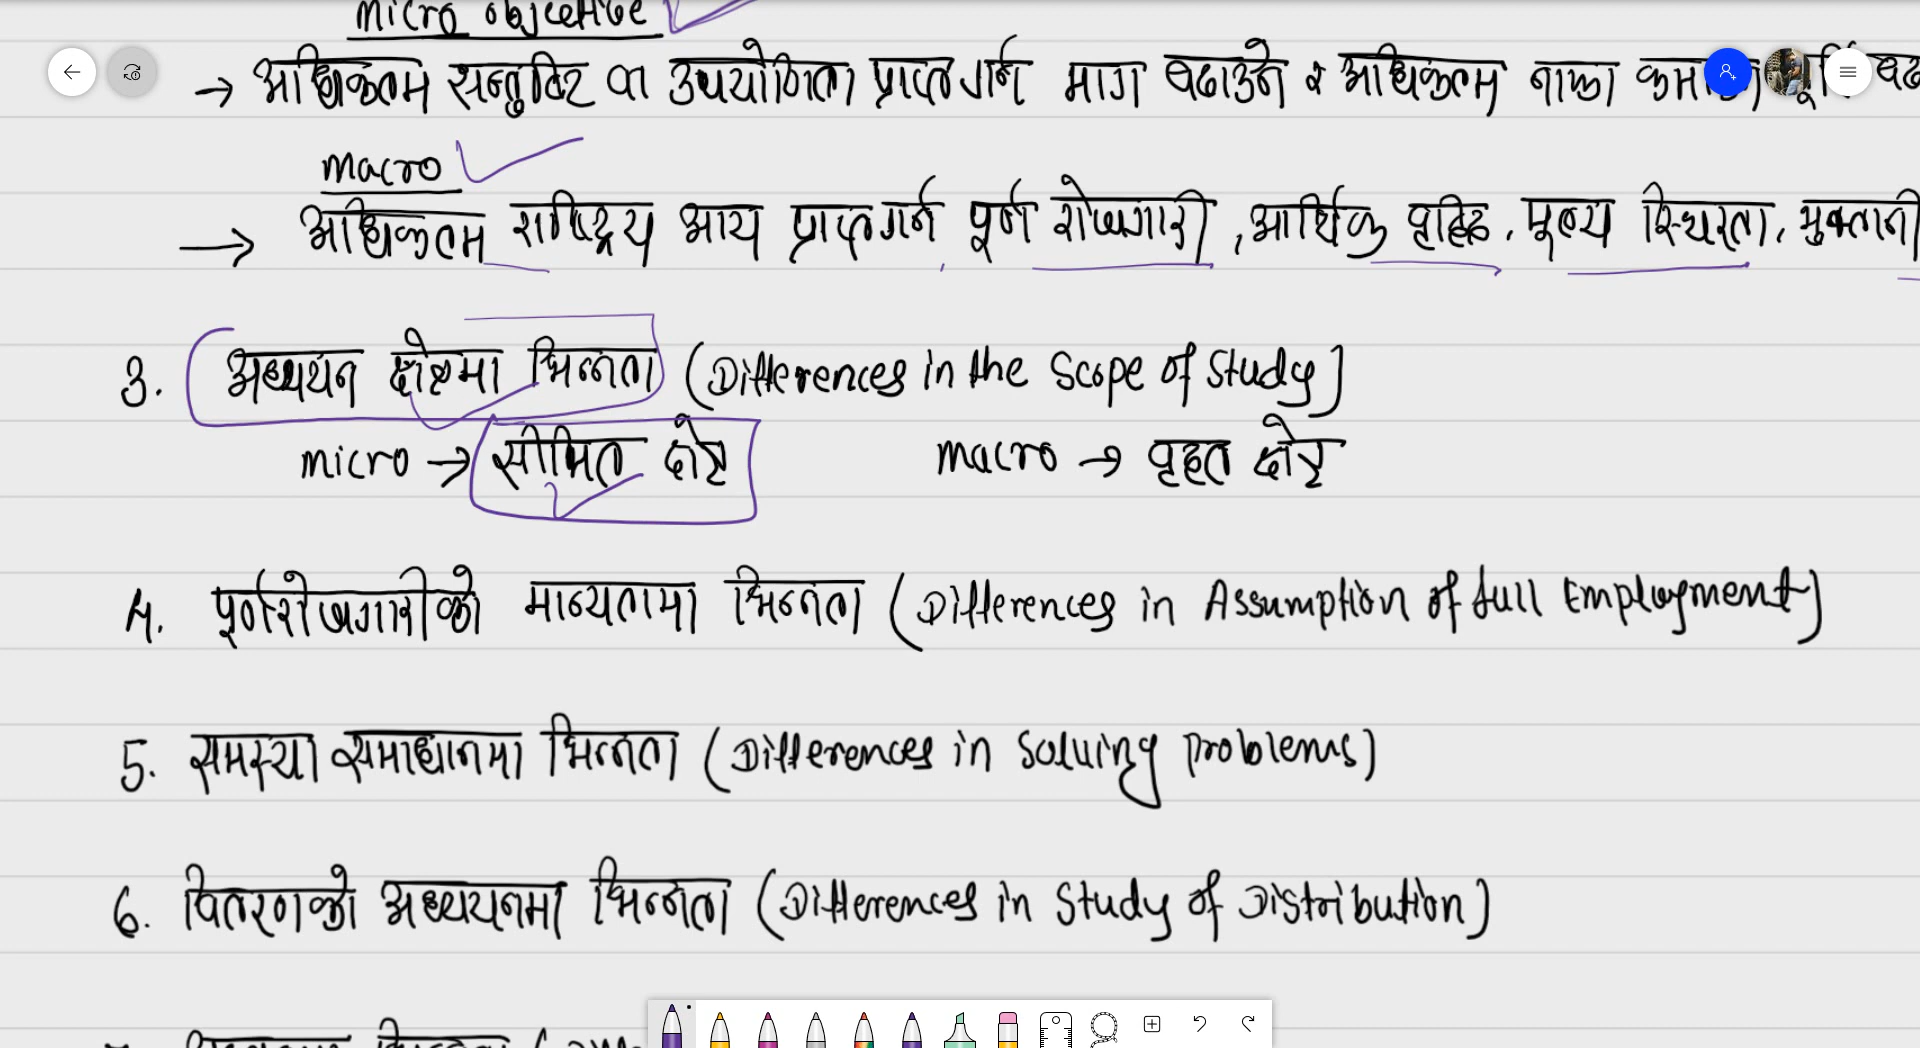 micro objective
→ अधिकतम सन्तुष्टि वा उपयोगिता प्राप्त गर्न माग बढाउने र अधिकतम नाफा
macro
→ अधिकतम राष्ट्रिय आय प्राप्त गर्न, पूर्ण रोजगारी, आर्थिक वृद्धि, मूल्य स्थिरता, भुक्तानी
3. अध्ययन क्षेत्रमा भिन्नता (Differences in the Scope of Study)
micro → सीमित क्षेत्र macro → वृहत क्षेत्र
4. पूर्णरोजगारीको मान्यतामा भिन्नता (Differences in Assumption of full Employment)
5. समस्या समाधानमा भिन्नता (Differences in Solving problems)
6. वितरणको अध्ययनमा भिन्नता (Differences in Study of Distribution)